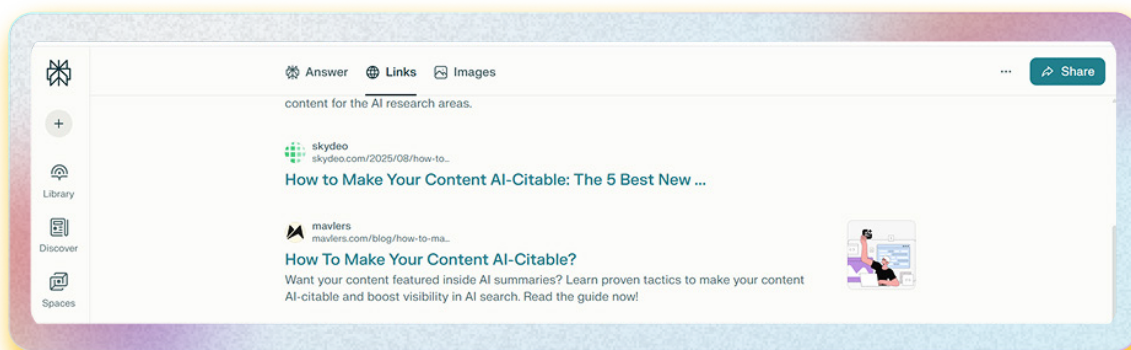 Answer
Links
Images
...
Share
content for the AI research areas.
+
Library
Discover
Spaces
skydeo
skydeo.com/2025/08/how-to...
How to Make Your Content AI-Citable: The 5 Best New ...
mavlers
mavlers.com/blog/how-to-ma...
How To Make Your Content AI-Citable?
Want your content featured inside AI summaries? Learn proven tactics to make your content
AI-citable and boost visibility in AI search. Read the guide now!